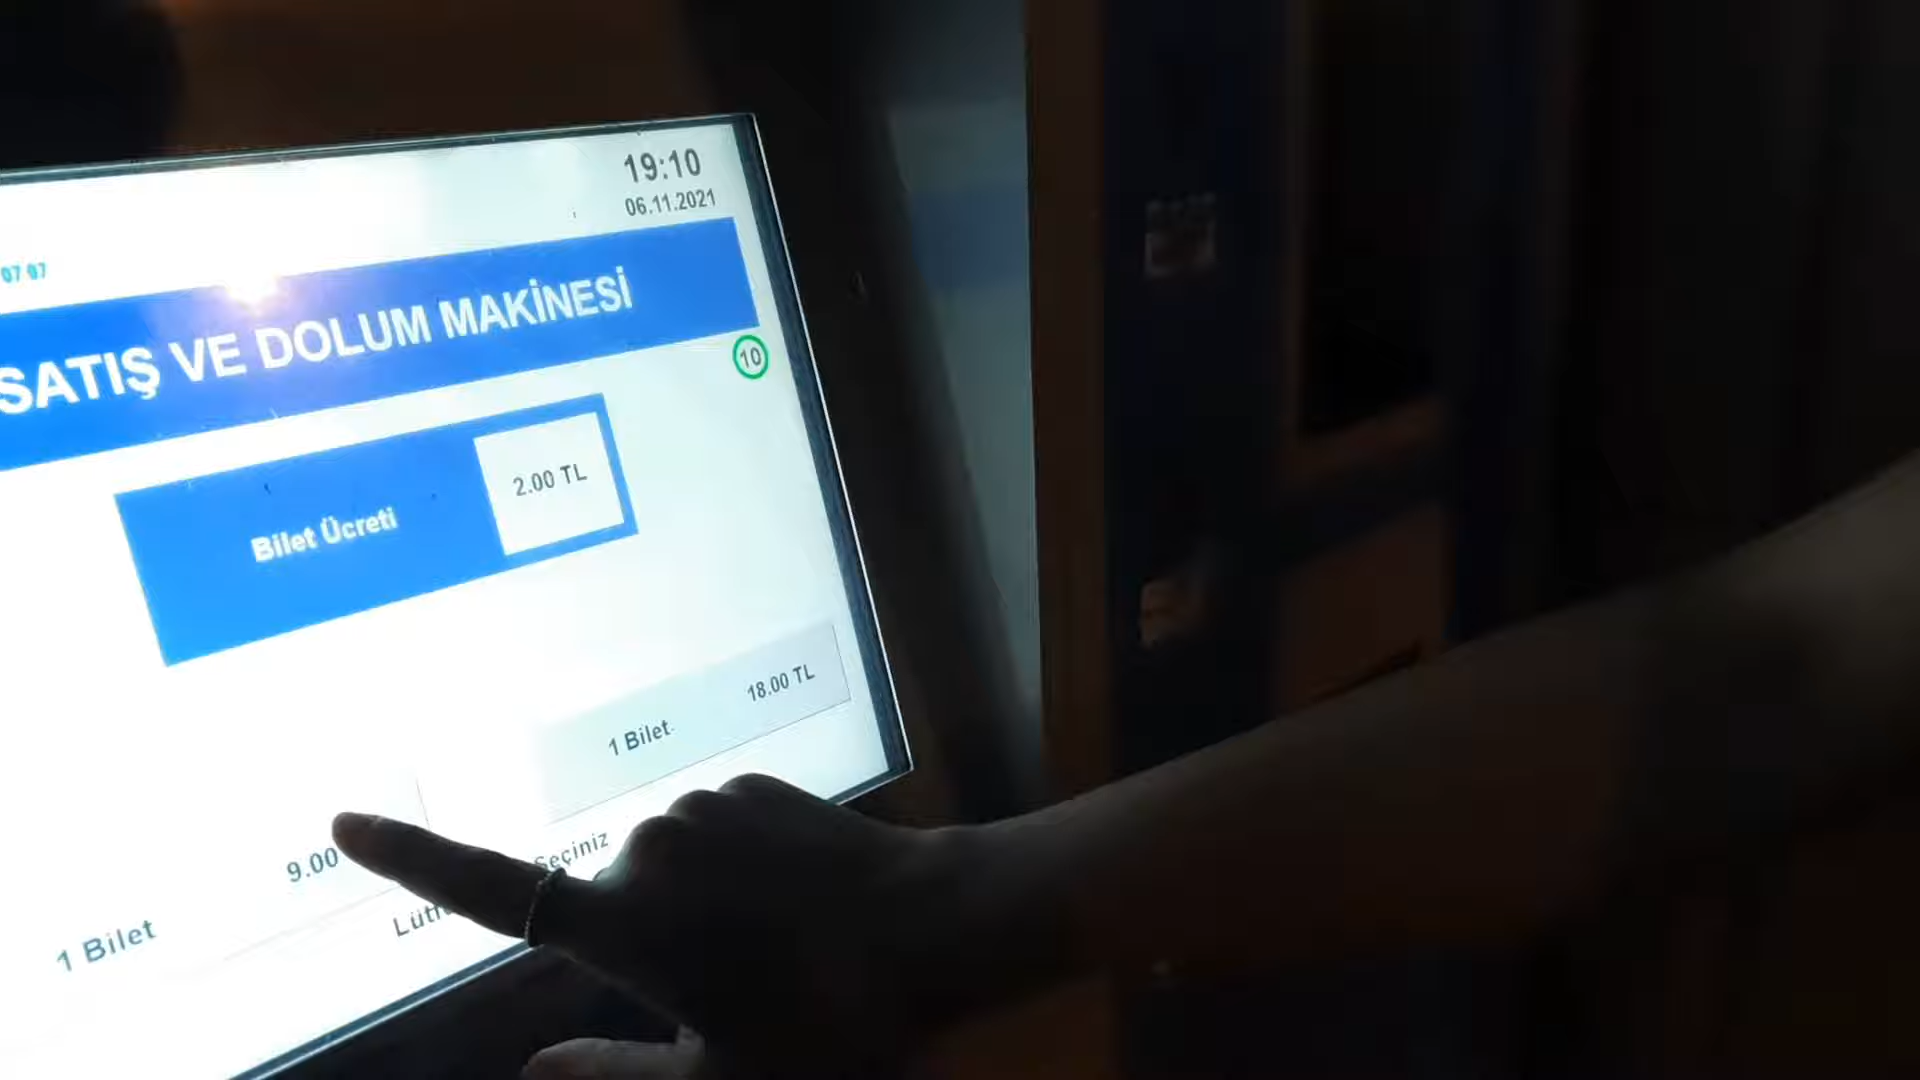 19:10
06.11.2021
07 07
SATIŞ VE DOLUM MAKİNESİ
10
Bilet Ücreti
2.00 TL
1 Bilet
18.00 TL
1 Bilet
9.00
Seçiniz